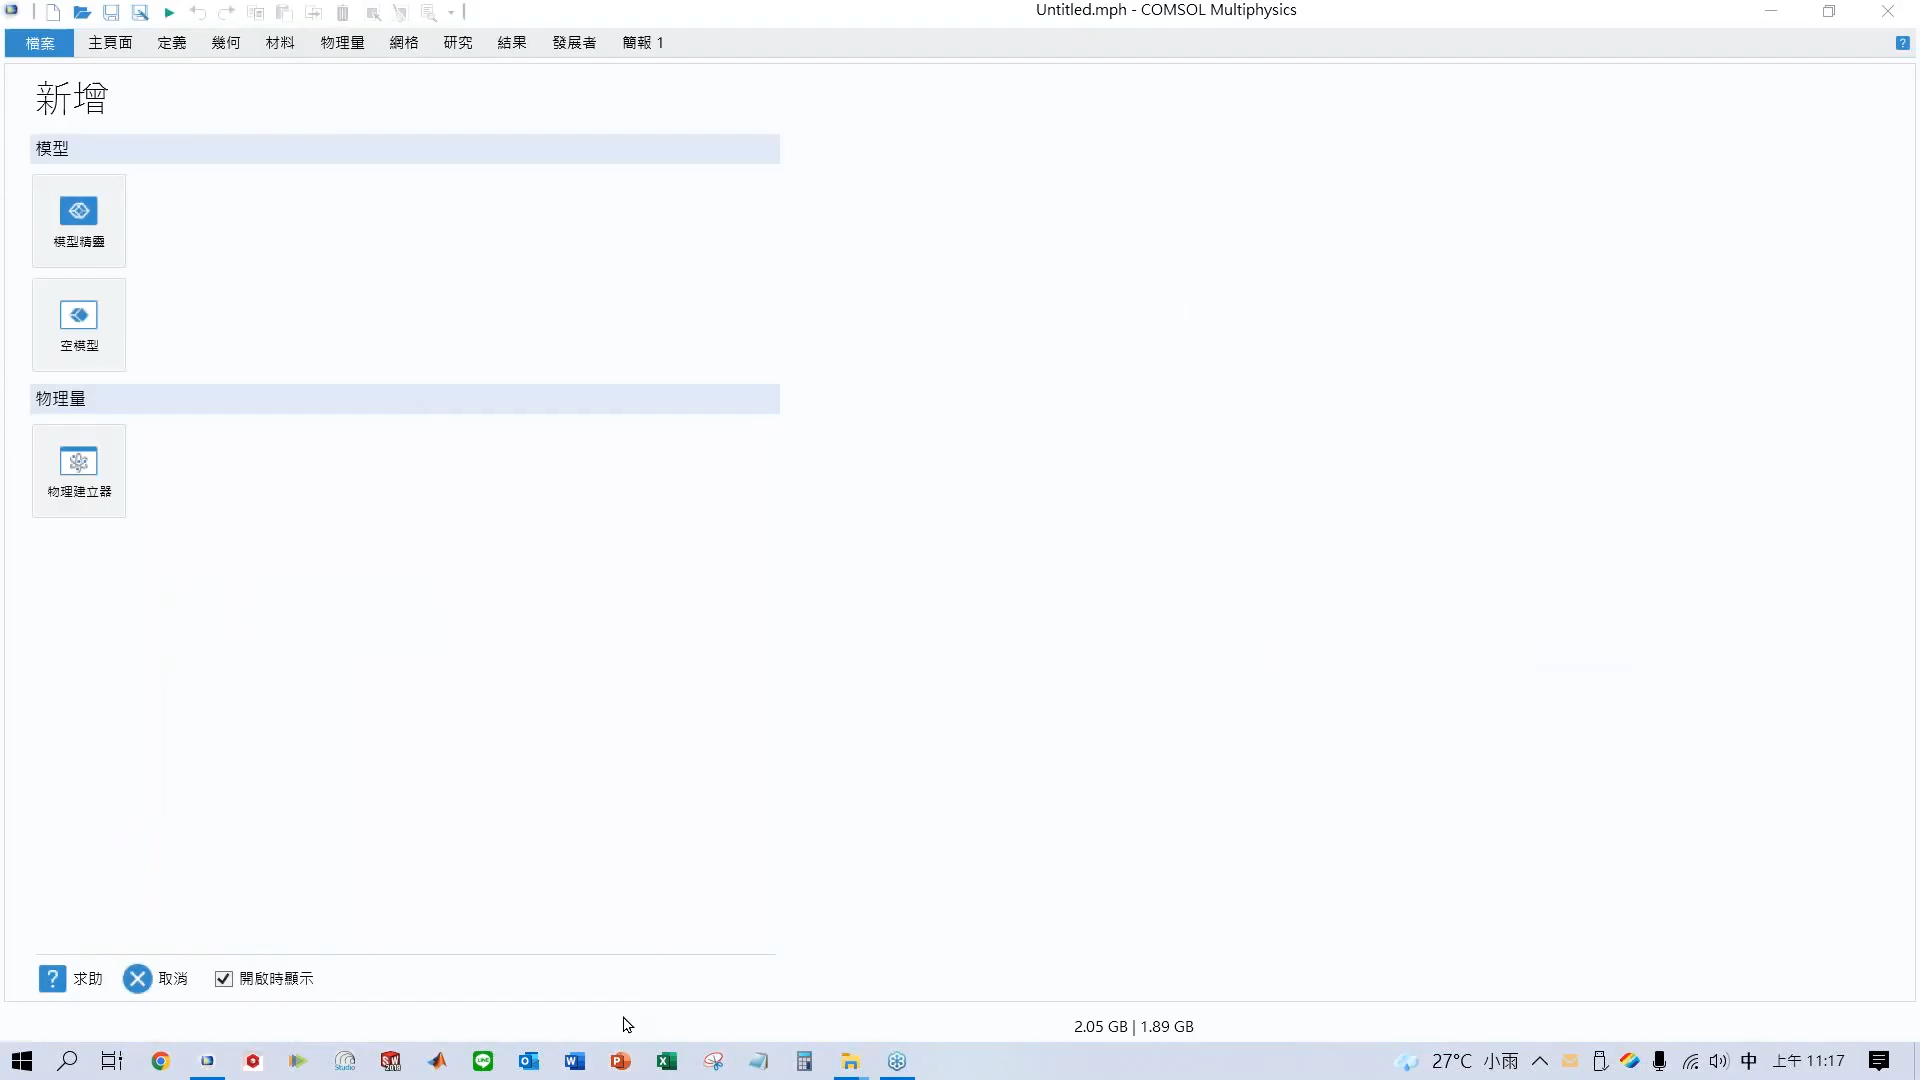 Untitled.mph - COMSOL Multiphysics
檔案 主頁面 定義 幾何 材料 物理量 網格 研究 結果 發展者 簡報 1
?
新增
模型
模型精靈
空模型
物理量
物理建立器
? 求助 取消 開啟時顯示
2.05 GB | 1.89 GB
27°C 小雨 中 上午 11:17